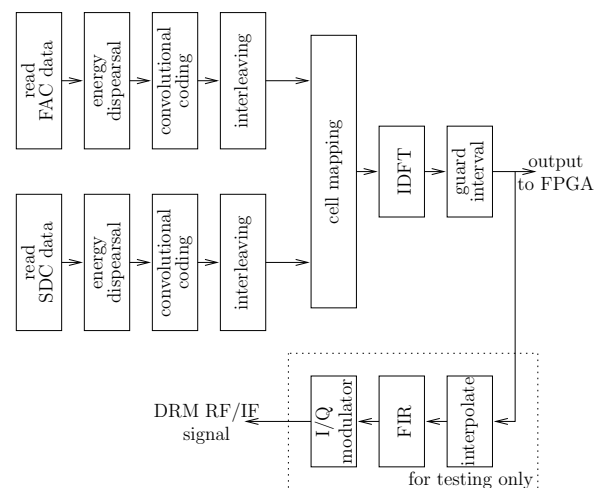 read
FAC data
energy
dispearsal
convolutional
coding
interleaving
read
SDC data
energy
dispearsal
convolutional
coding
interleaving
cell mapping
IDFT
guard
interval
output
to FPGA
DRM RF/IF
signal
I/Q
modulator
FIR
interpolate
for testing only